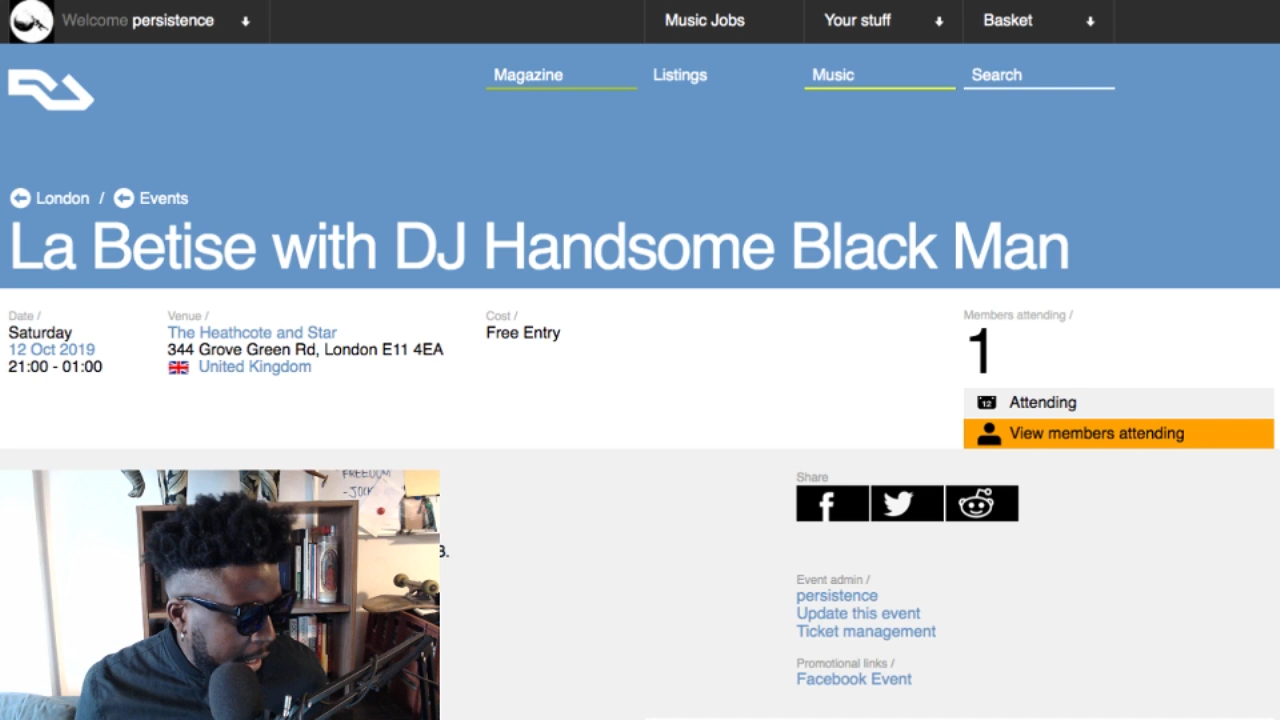 Welcome persistence
Music Jobs
Your stuff
Basket
Magazine
Listings
Music
Search
London / Events
La Betise with DJ Handsome Black Man
Date /
Saturday
12 Oct 2019
21:00 - 01:00
Venue /
The Heathcote and Star
344 Grove Green Rd, London E11 4EA
United Kingdom
Cost /
Free Entry
Members attending /
1
12 Attending
View members attending
FREEDOM
Share
Event admin /
persistence
Update this event
Ticket management
Promotional links /
Facebook Event